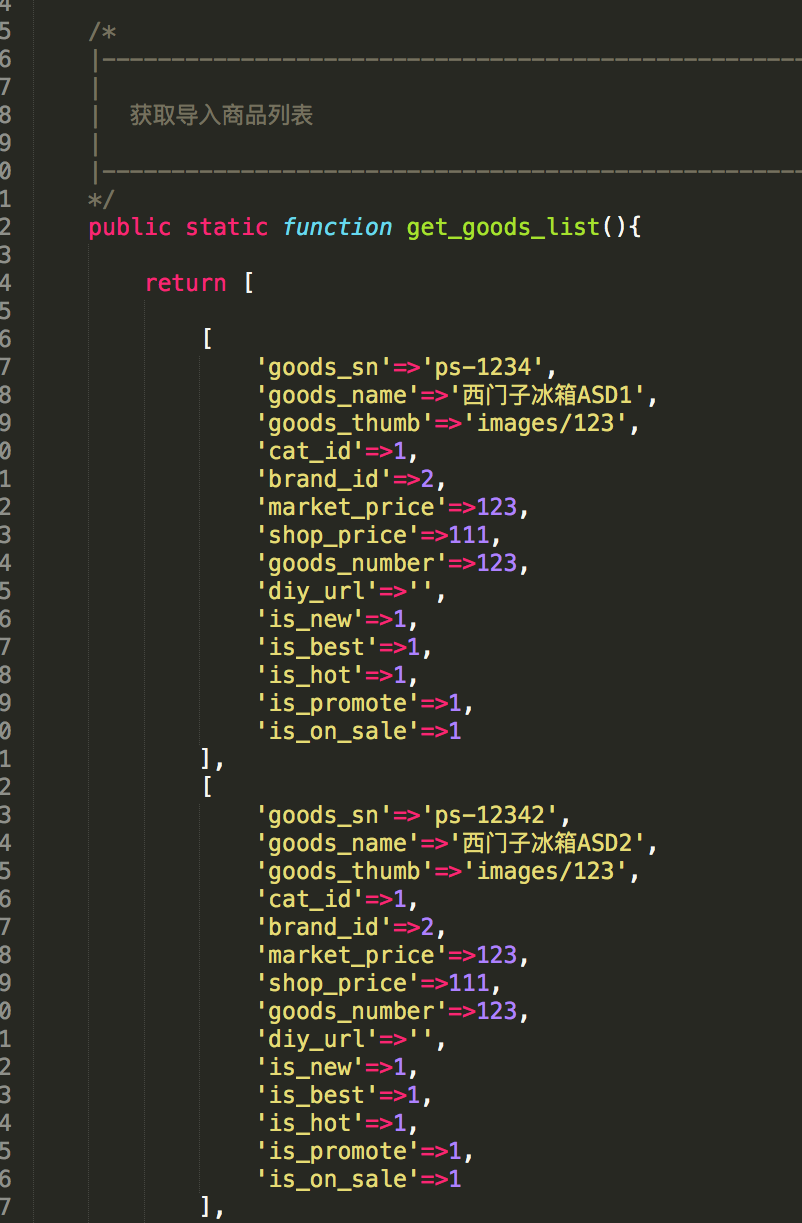 4
5 /*
6 |--------------------------------------------------
7 |
8 | 获取导入商品列表
9 |
0 |--------------------------------------------------
1 */
2 public static function get_goods_list(){
3
4 return [
5
6 [
7 'goods_sn'=>'ps-1234',
8 'goods_name'=>'西门子冰箱ASD1',
9 'goods_thumb'=>'images/123',
0 'cat_id'=>1,
1 'brand_id'=>2,
2 'market_price'=>123,
3 'shop_price'=>111,
4 'goods_number'=>123,
5 'diy_url'=>'',
6 'is_new'=>1,
7 'is_best'=>1,
8 'is_hot'=>1,
9 'is_promote'=>1,
0 'is_on_sale'=>1
1 ],
2 [
3 'goods_sn'=>'ps-12342',
4 'goods_name'=>'西门子冰箱ASD2',
5 'goods_thumb'=>'images/123',
6 'cat_id'=>1,
7 'brand_id'=>2,
8 'market_price'=>123,
9 'shop_price'=>111,
0 'goods_number'=>123,
1 'diy_url'=>'',
2 'is_new'=>1,
3 'is_best'=>1,
4 'is_hot'=>1,
5 'is_promote'=>1,
6 'is_on_sale'=>1
7 ],